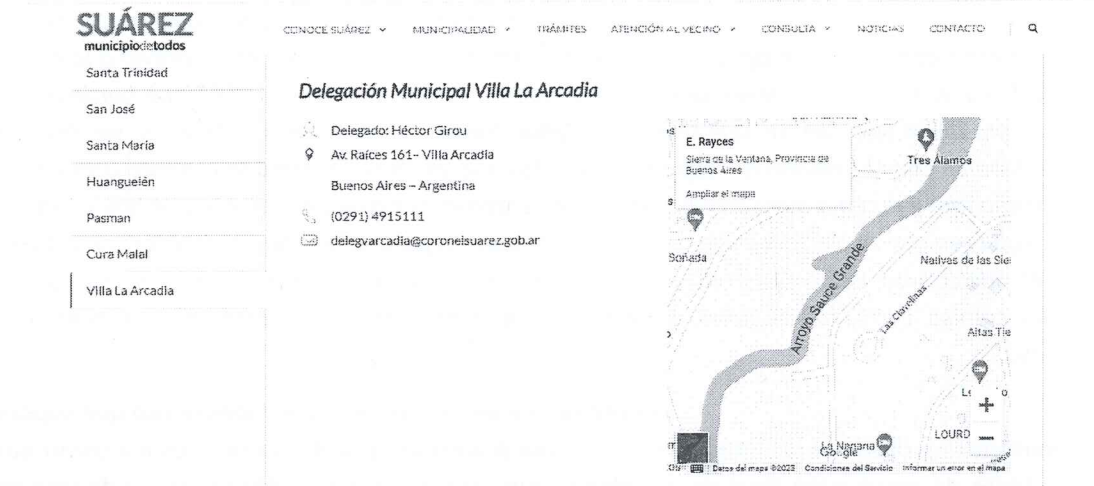 SUÁREZ
municipiodetodos
CONOCE SUÁREZ
MUNICIPALIDAD
TRÁMITES
ATENCIÓN AL VECINO
CONSULTA
NOTICIAS
CONTACTO
Santa Trinidad
San José
Santa María
Huanguelén
Pasman
Cura Malal
Villa La Arcadia
Delegación Municipal Villa La Arcadia
Delegado: Héctor Girou
Av. Raíces 161– Villa Arcadia
Buenos Aires – Argentina
(0291) 4915111
delegvarcadia@coronelsuarez.gob.ar
E. Rayces
Sierra de la Ventana, Provincia de
Buenos Aires
Ampliar el mapa
Tres Álamos
Soñada
Nativas de las Sie
Arroyo Sauce Grande
Las Clavelinas
Altas Tie
LOURD
La Nanana
Google
Datos del mapa ©2023
Condiciones del Servicio
Informar un error en el mapa